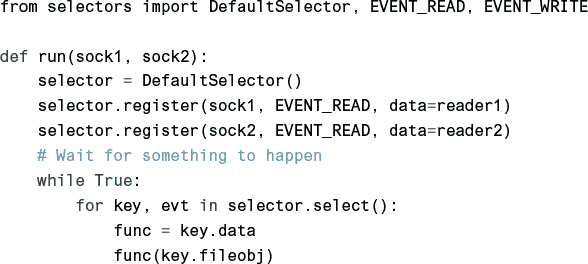 from selectors import DefaultSelector, EVENT_READ, EVENT_WRITE

def run(sock1, sock2):
    selector = DefaultSelector()
    selector.register(sock1, EVENT_READ, data=reader1)
    selector.register(sock2, EVENT_READ, data=reader2)
    # Wait for something to happen
    while True:
        for key, evt in selector.select():
            func = key.data
            func(key.fileobj)